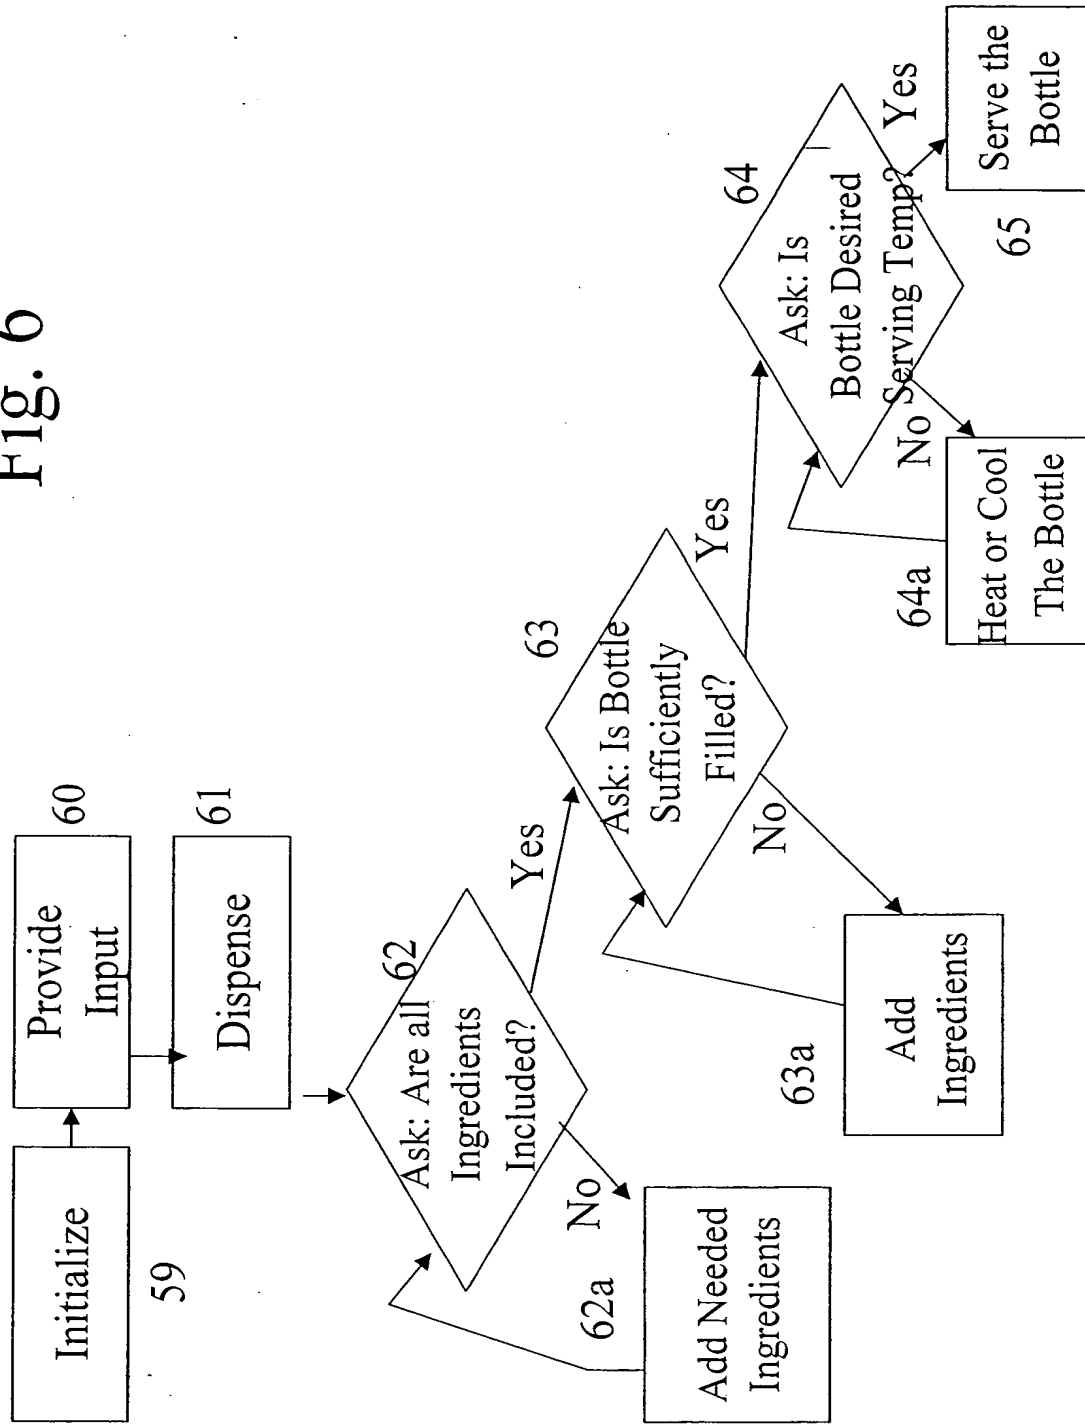 Fig. 6
Initialize
59
Provide
Input
60
Dispense
61
Ask: Are all
Ingredients
Included?
62
No
Yes
62a
Add Needed
Ingredients
Ask: Is Bottle
Sufficiently
Filled?
63
No
Yes
63a
Add
Ingredients
Ask: Is
Bottle Desired
Serving Temp?
64
No
Yes
64a
Heat or Cool
The Bottle
65
Serve the
Bottle